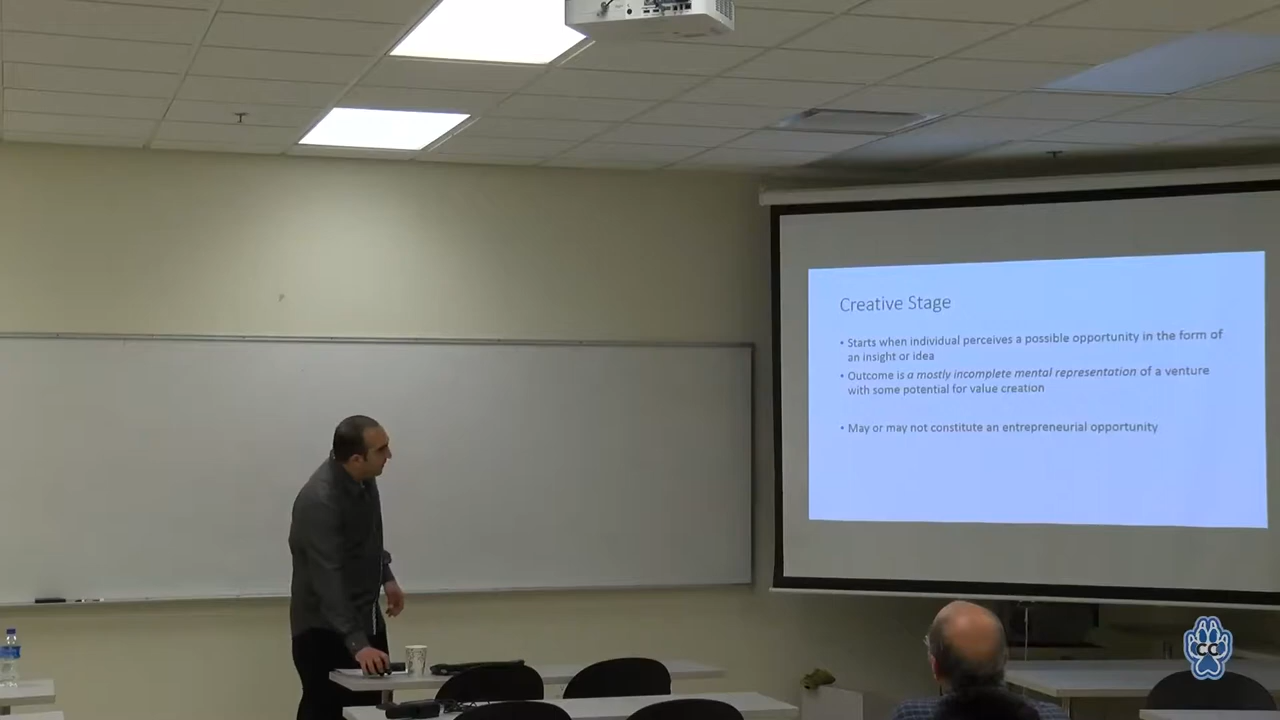 Creative Stage
• Starts when individual perceives a possible opportunity in the form of
an insight or idea
• Outcome is a mostly incomplete mental representation of a venture
with some potential for value creation
• May or may not constitute an entrepreneurial opportunity
CC